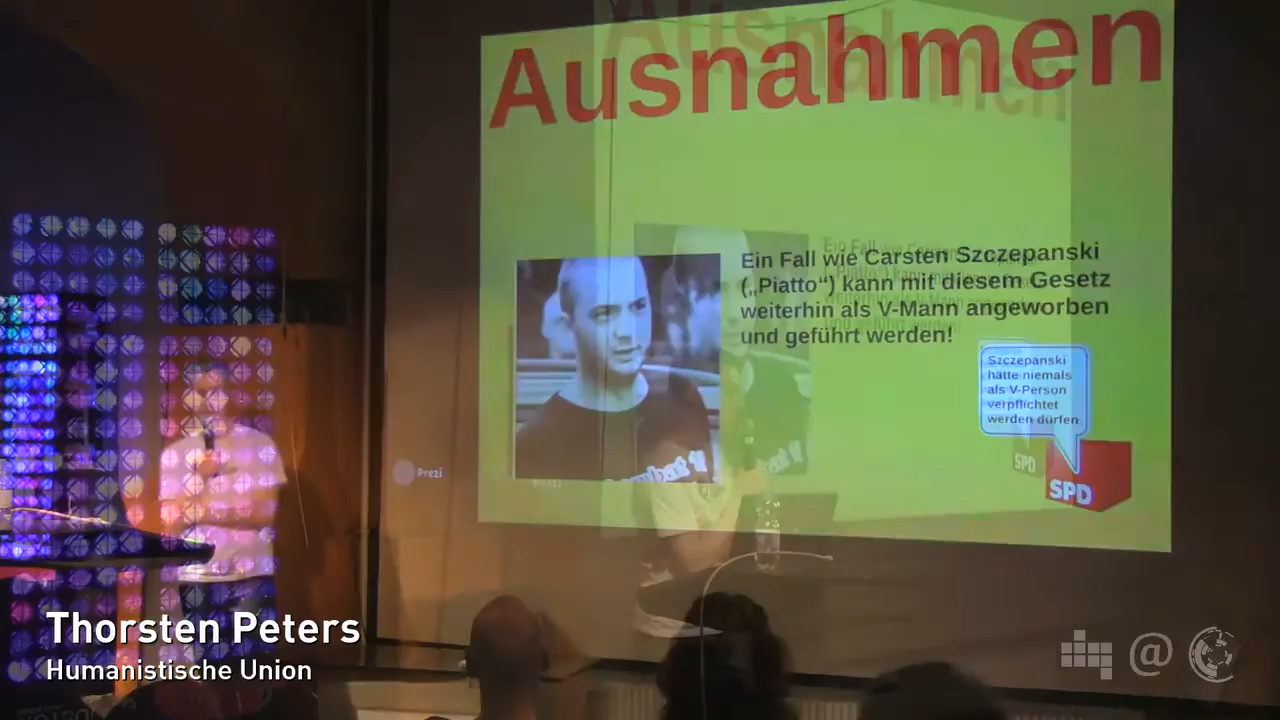 Ausnahmen
Ein Fall wie Carsten Szczepanski
(„Piatto“) kann mit diesem Gesetz
weiterhin als V-Mann angeworben
und geführt werden!
Szczepanski
hätte niemals
als V-Person
verpflichtet
werden dürfen
SPD
SPD
Prezi
Thorsten Peters
Humanistische Union
@